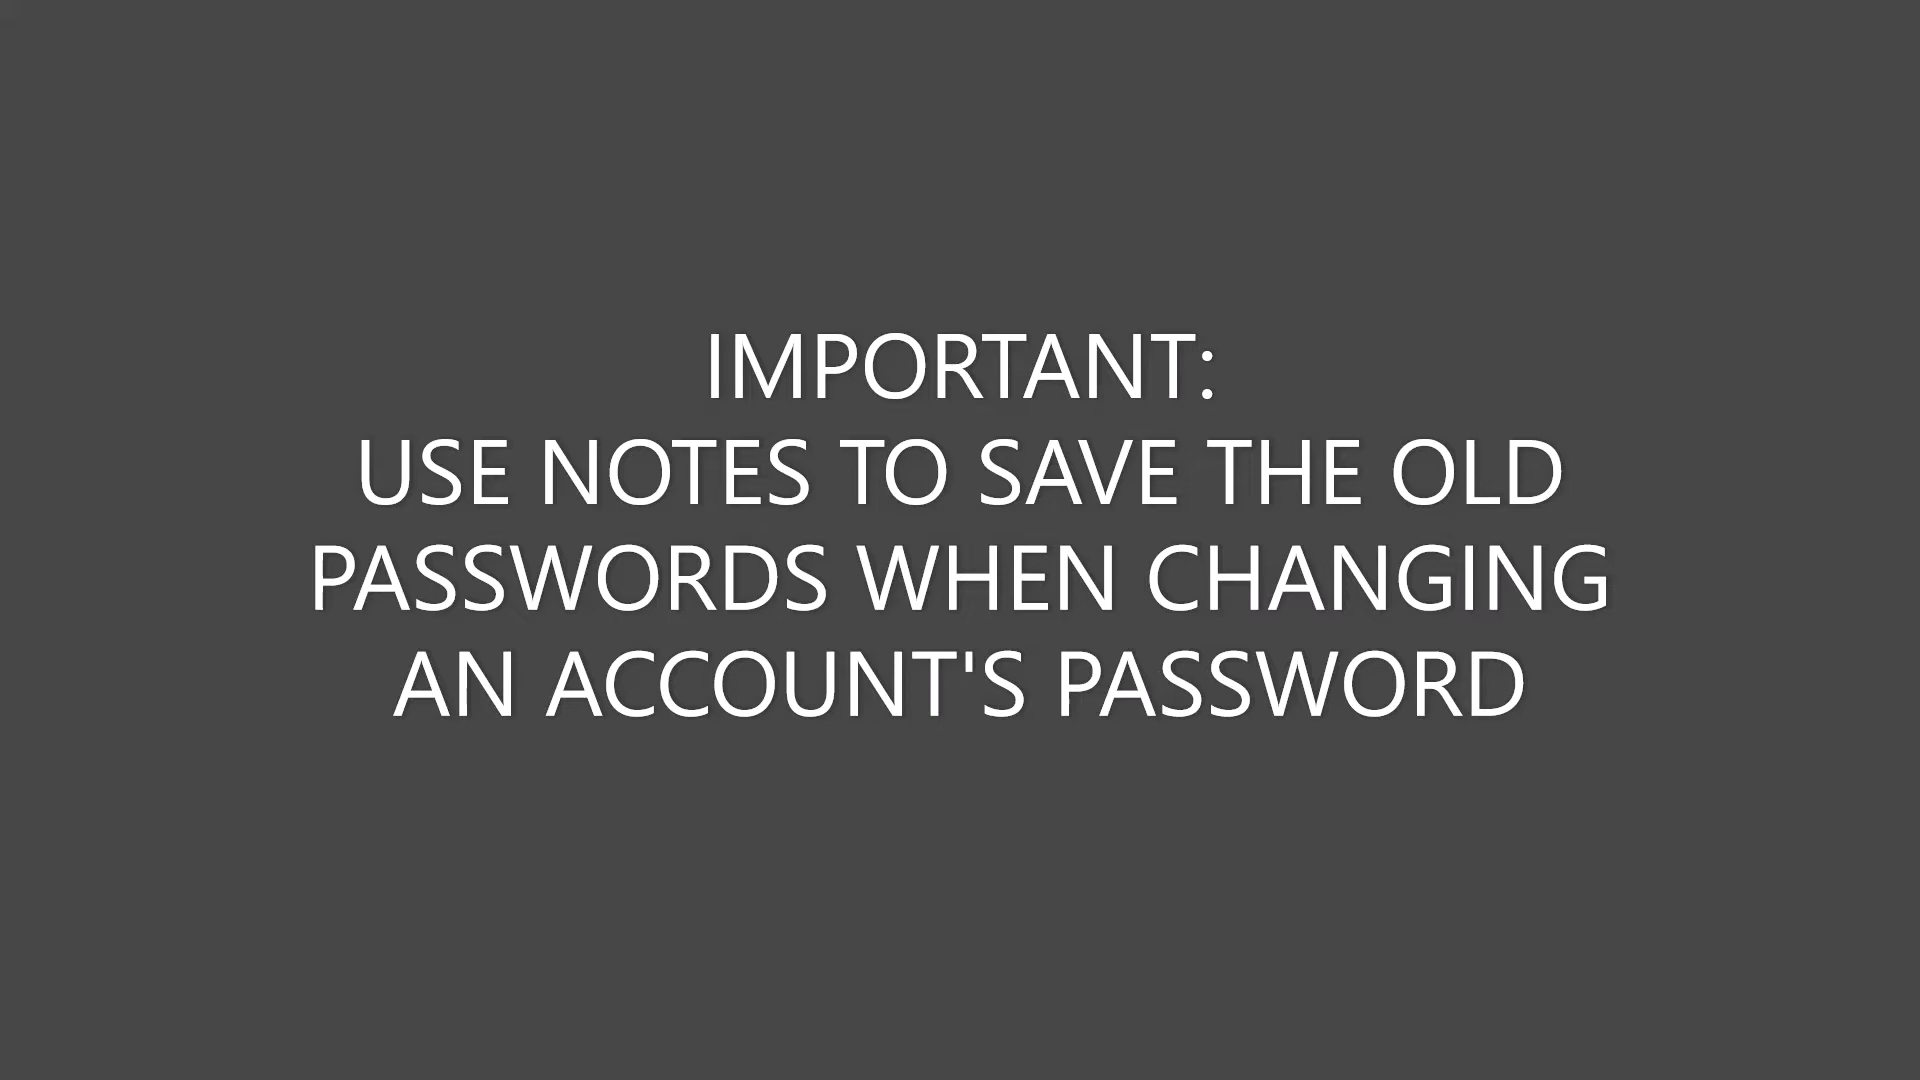 IMPORTANT:
USE NOTES TO SAVE THE OLD
PASSWORDS WHEN CHANGING
AN ACCOUNT'S PASSWORD